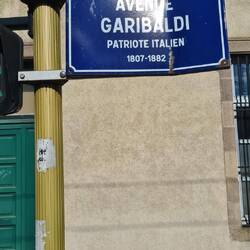 AVENUE
GARIBALDI
PATRIOTE ITALIEN
1807-1882